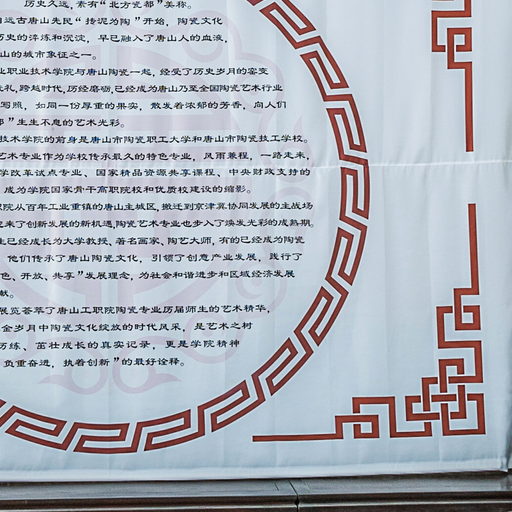 历史久远,素有“北方瓷都”美称。
远古唐山先民“抟泥为陶”开始,陶瓷文化
历史的淬炼和沉淀,早已融入了唐山人的血液,
山的城市象征之一。
业职业技术学院与唐山陶瓷一起,经受了历史岁月的窑变
洗礼,跨越时代,历经磨砺,已经成为唐山乃至全国陶瓷艺术行业
写照,如同一份厚重的果实,散发着浓郁的芳香,向人们
都”生生不息的艺术光彩。
技术学院的前身是唐山市陶瓷职工大学和唐山市陶瓷技工学校。
艺术专业作为学校传承最久的特色专业,风雨兼程,一路走来,
学改革试点专业、国家精品资源共享课程、中央财政支持的
成为学院国家骨干高职院校和优质校建设的缩影。
院从百年工业重镇的唐山主城区,搬迁到京津冀协同发展的主战场
来了创新发展的新机遇,陶瓷艺术专业也步入了焕发光彩的成熟期。
生已经成长为大学教授、著名画家、陶艺大师,有的已经成为陶瓷
他们传承了唐山陶瓷文化,引领了创意产业发展,践行了
色、开放、共享”发展理念,为社会和谐进步和区域经济发展
献。
展览荟萃了唐山工职院陶瓷专业历届师生的艺术精华,
金岁月中陶瓷文化绽放的时代风采,是艺术之树
历练、茁壮成长的真实记录,更是学院精神
负重奋进,执着创新”的最好诠释。